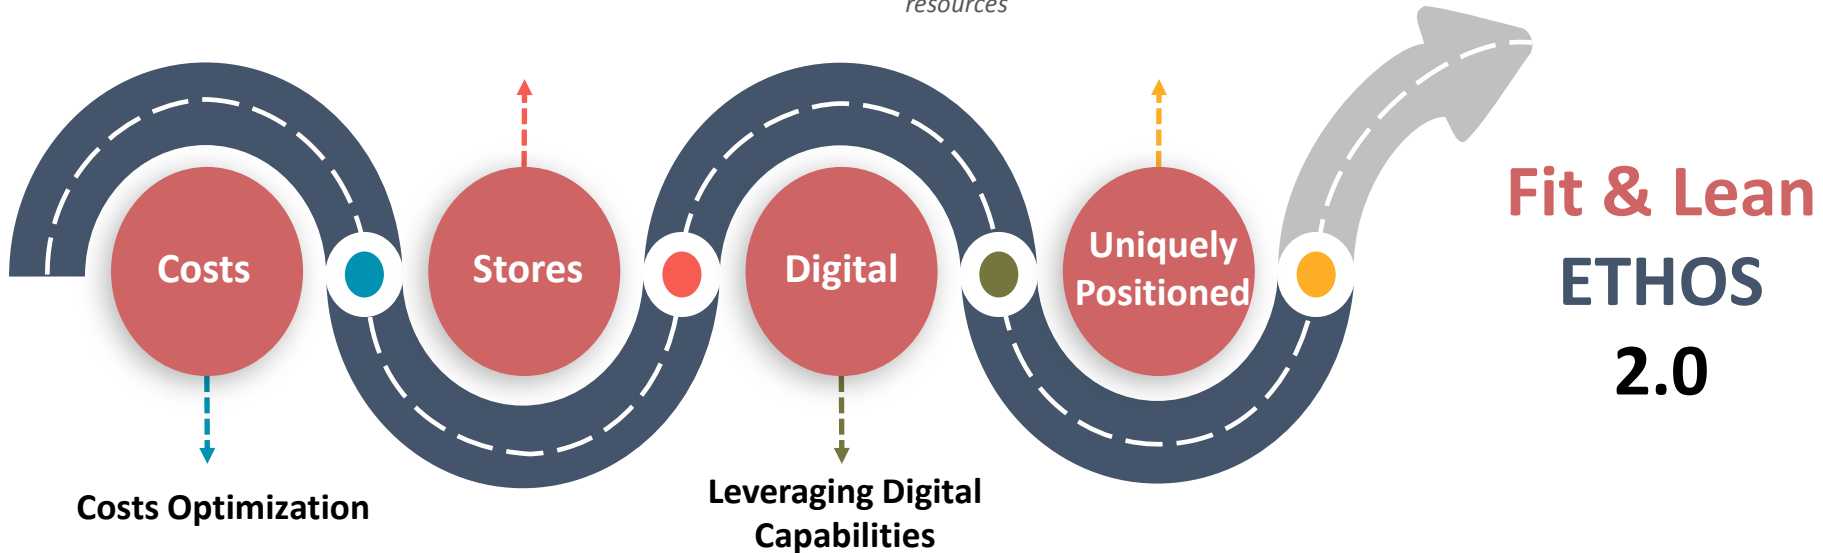 resources
Costs
Stores
Digital
Uniquely
Positioned
Fit & Lean
ETHOS
2.0
Costs Optimization
Leveraging Digital
Capabilities